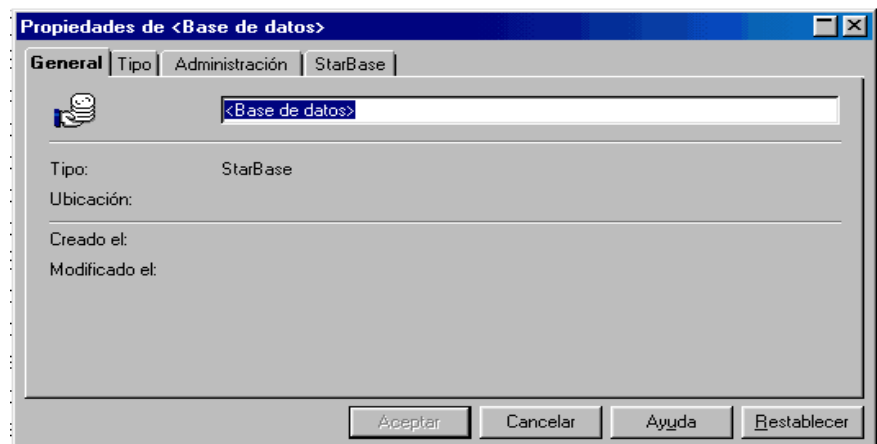 Propiedades de <Base de datos>
General Tipo Administración StarBase
<Base de datos>
Tipo: StarBase
Ubicación:
Creado el:
Modificado el:
Aceptar Cancelar Ayuda Restablecer